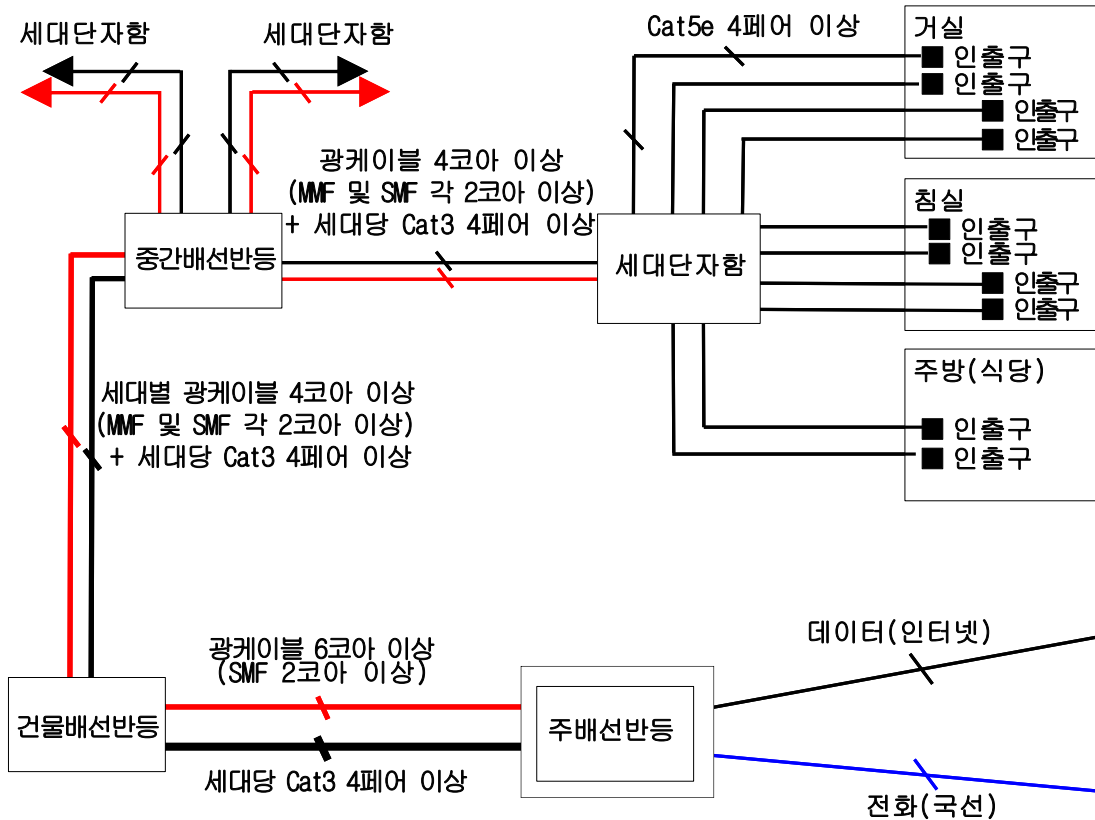 세대단자함
세대단자함
Cat5e 4페어 이상
거실
인출구
인출구
인출구
인출구
광케이블 4코아 이상
(MMF 및 SMF 각 2코아 이상)
+ 세대당 Cat3 4페어 이상
침실
인출구
인출구
인출구
인출구
중간배선반등
세대단자함
주방(식당)
인출구
인출구
세대별 광케이블 4코아 이상
(MMF 및 SMF 각 2코아 이상)
+ 세대당 Cat3 4페어 이상
광케이블 6코아 이상
(SMF 2코아 이상)
데이터(인터넷)
건물배선반등
주배선반등
세대당 Cat3 4페어 이상
전화(국선)